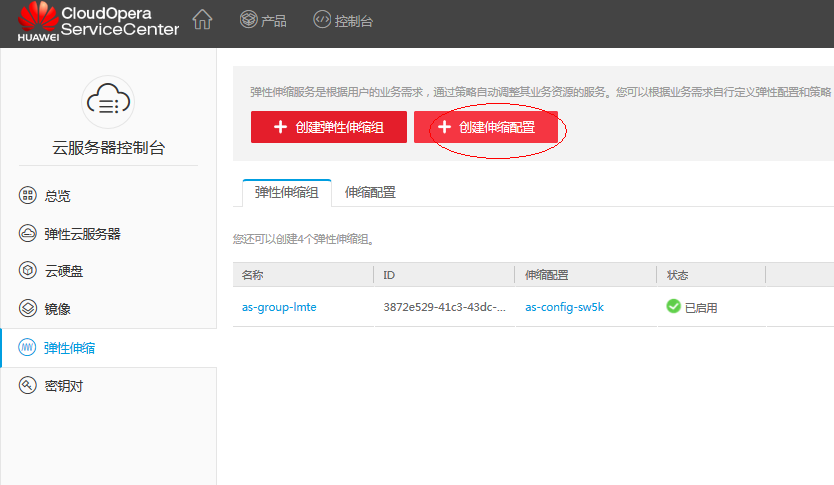 CloudOpera
ServiceCenter
HUAWEI
产品
控制台
云服务器控制台
总览
弹性云服务器
云硬盘
镜像
弹性伸缩
密钥对
弹性伸缩服务是根据用户的业务需求，通过策略自动调整其业务资源的服务。您可以根据业务需求自行定义弹性配置和策略
+ 创建弹性伸缩组
+ 创建伸缩配置
弹性伸缩组 伸缩配置
您还可以创建4个弹性伸缩组。
名称 ID 伸缩配置 状态
as-group-lmte 3872e529-41c3-43dc-... as-config-sw5k 已启用